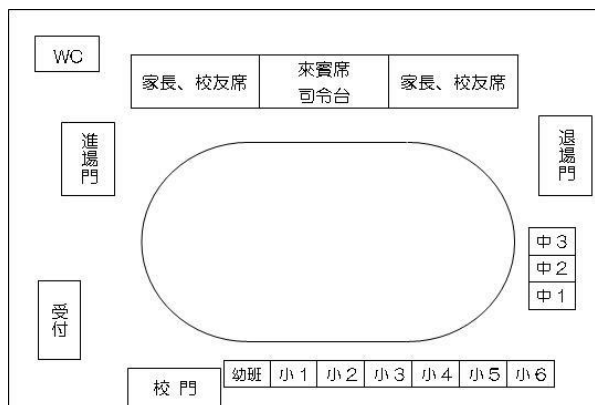 WC
家長、校友席
來賓席
司令台
家長、校友席
進場門
退場門
中3
中2
中1
受付
幼班 小1 小2 小3 小4 小5 小6
校門